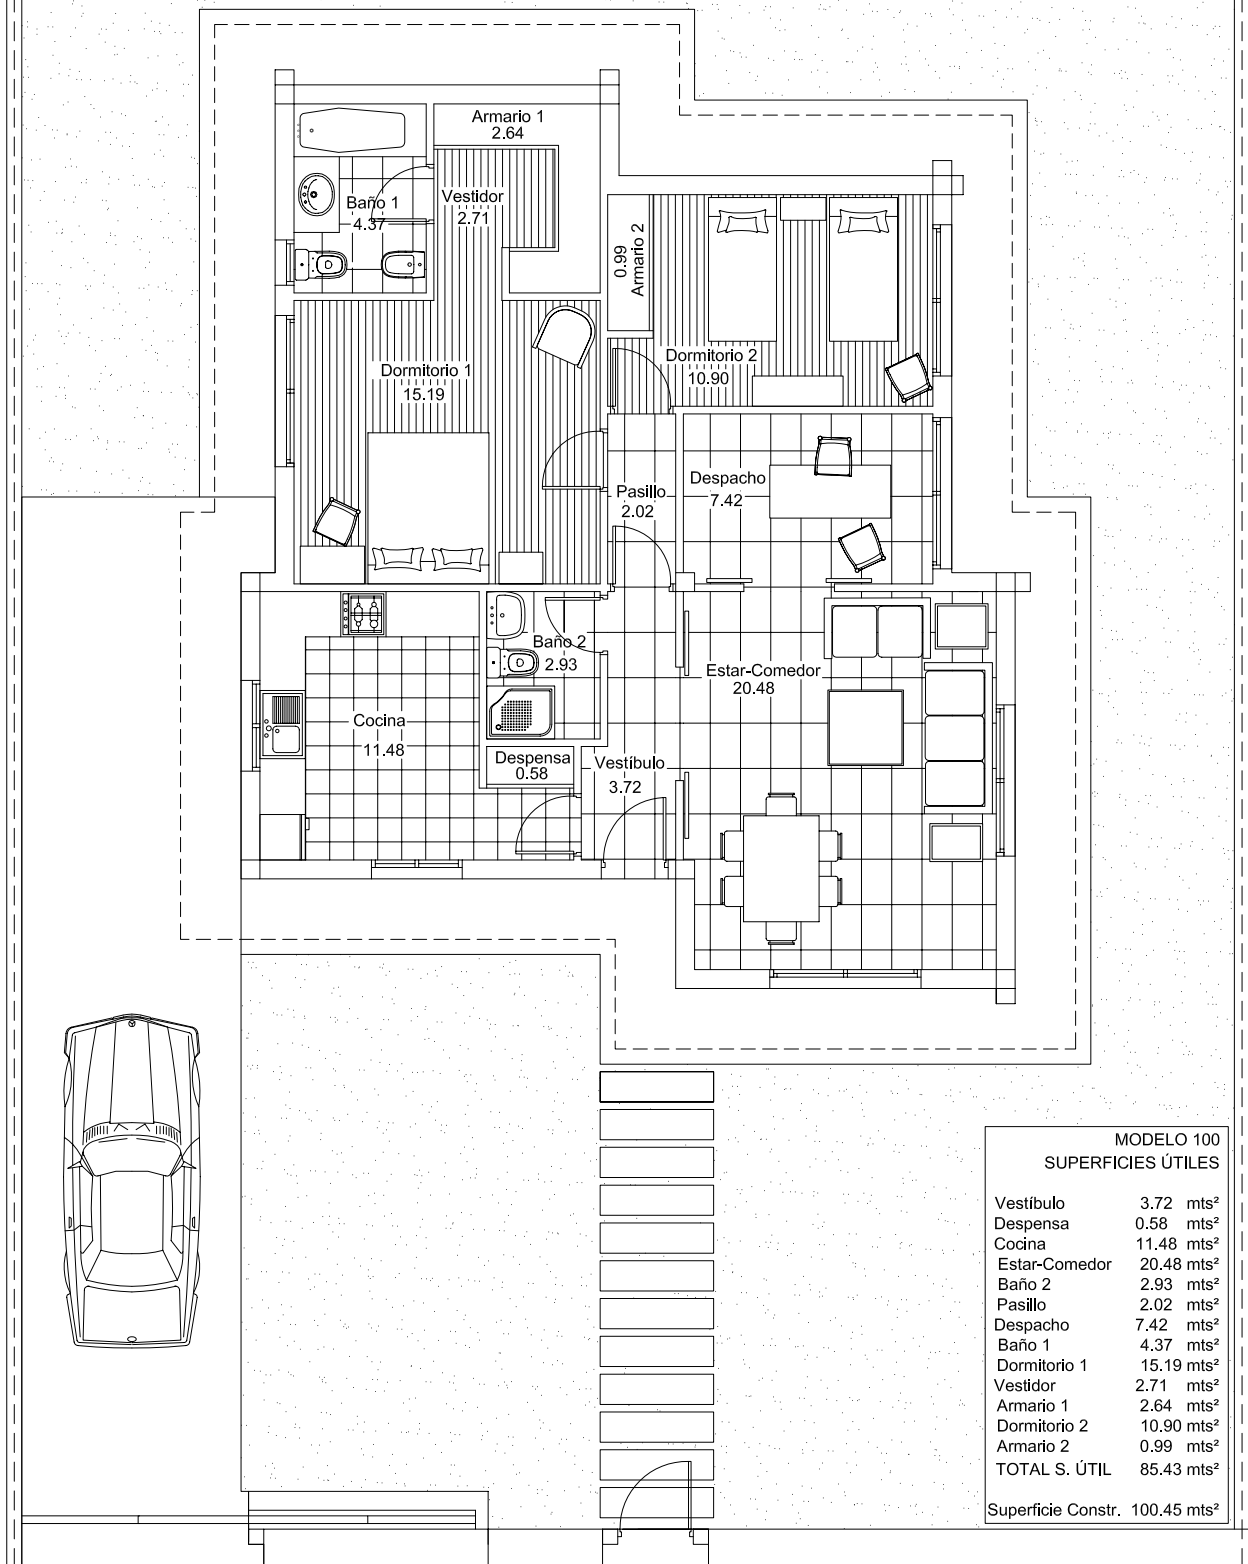 Armario 1
2.64
Baño 1
4.37
Vestidor
2.71
0.99
Armario 2
Dormitorio 2
10.90
Dormitorio 1
15.19
Pasillo
2.02
Despacho
7.42
Baño 2
2.93
Estar-Comedor
20.48
Cocina
11.48
Despensa
0.58
Vestíbulo
3.72
MODELO 100
SUPERFICIES ÚTILES
Vestíbulo 3.72 mts²
Despensa 0.58 mts²
Cocina 11.48 mts²
Estar-Comedor 20.48 mts²
Baño 2 2.93 mts²
Pasillo 2.02 mts²
Despacho 7.42 mts²
Baño 1 4.37 mts²
Dormitorio 1 15.19 mts²
Vestidor 2.71 mts²
Armario 1 2.64 mts²
Dormitorio 2 10.90 mts²
Armario 2 0.99 mts²
TOTAL S. ÚTIL 85.43 mts²
Superficie Constr. 100.45 mts²